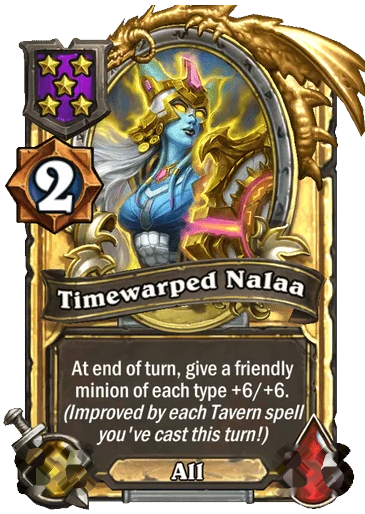 2
Timewarped Nalaa
At end of turn, give a friendly
minion of each type +6/+6.
(Improved by each Tavern spell
you've cast this turn!)
All